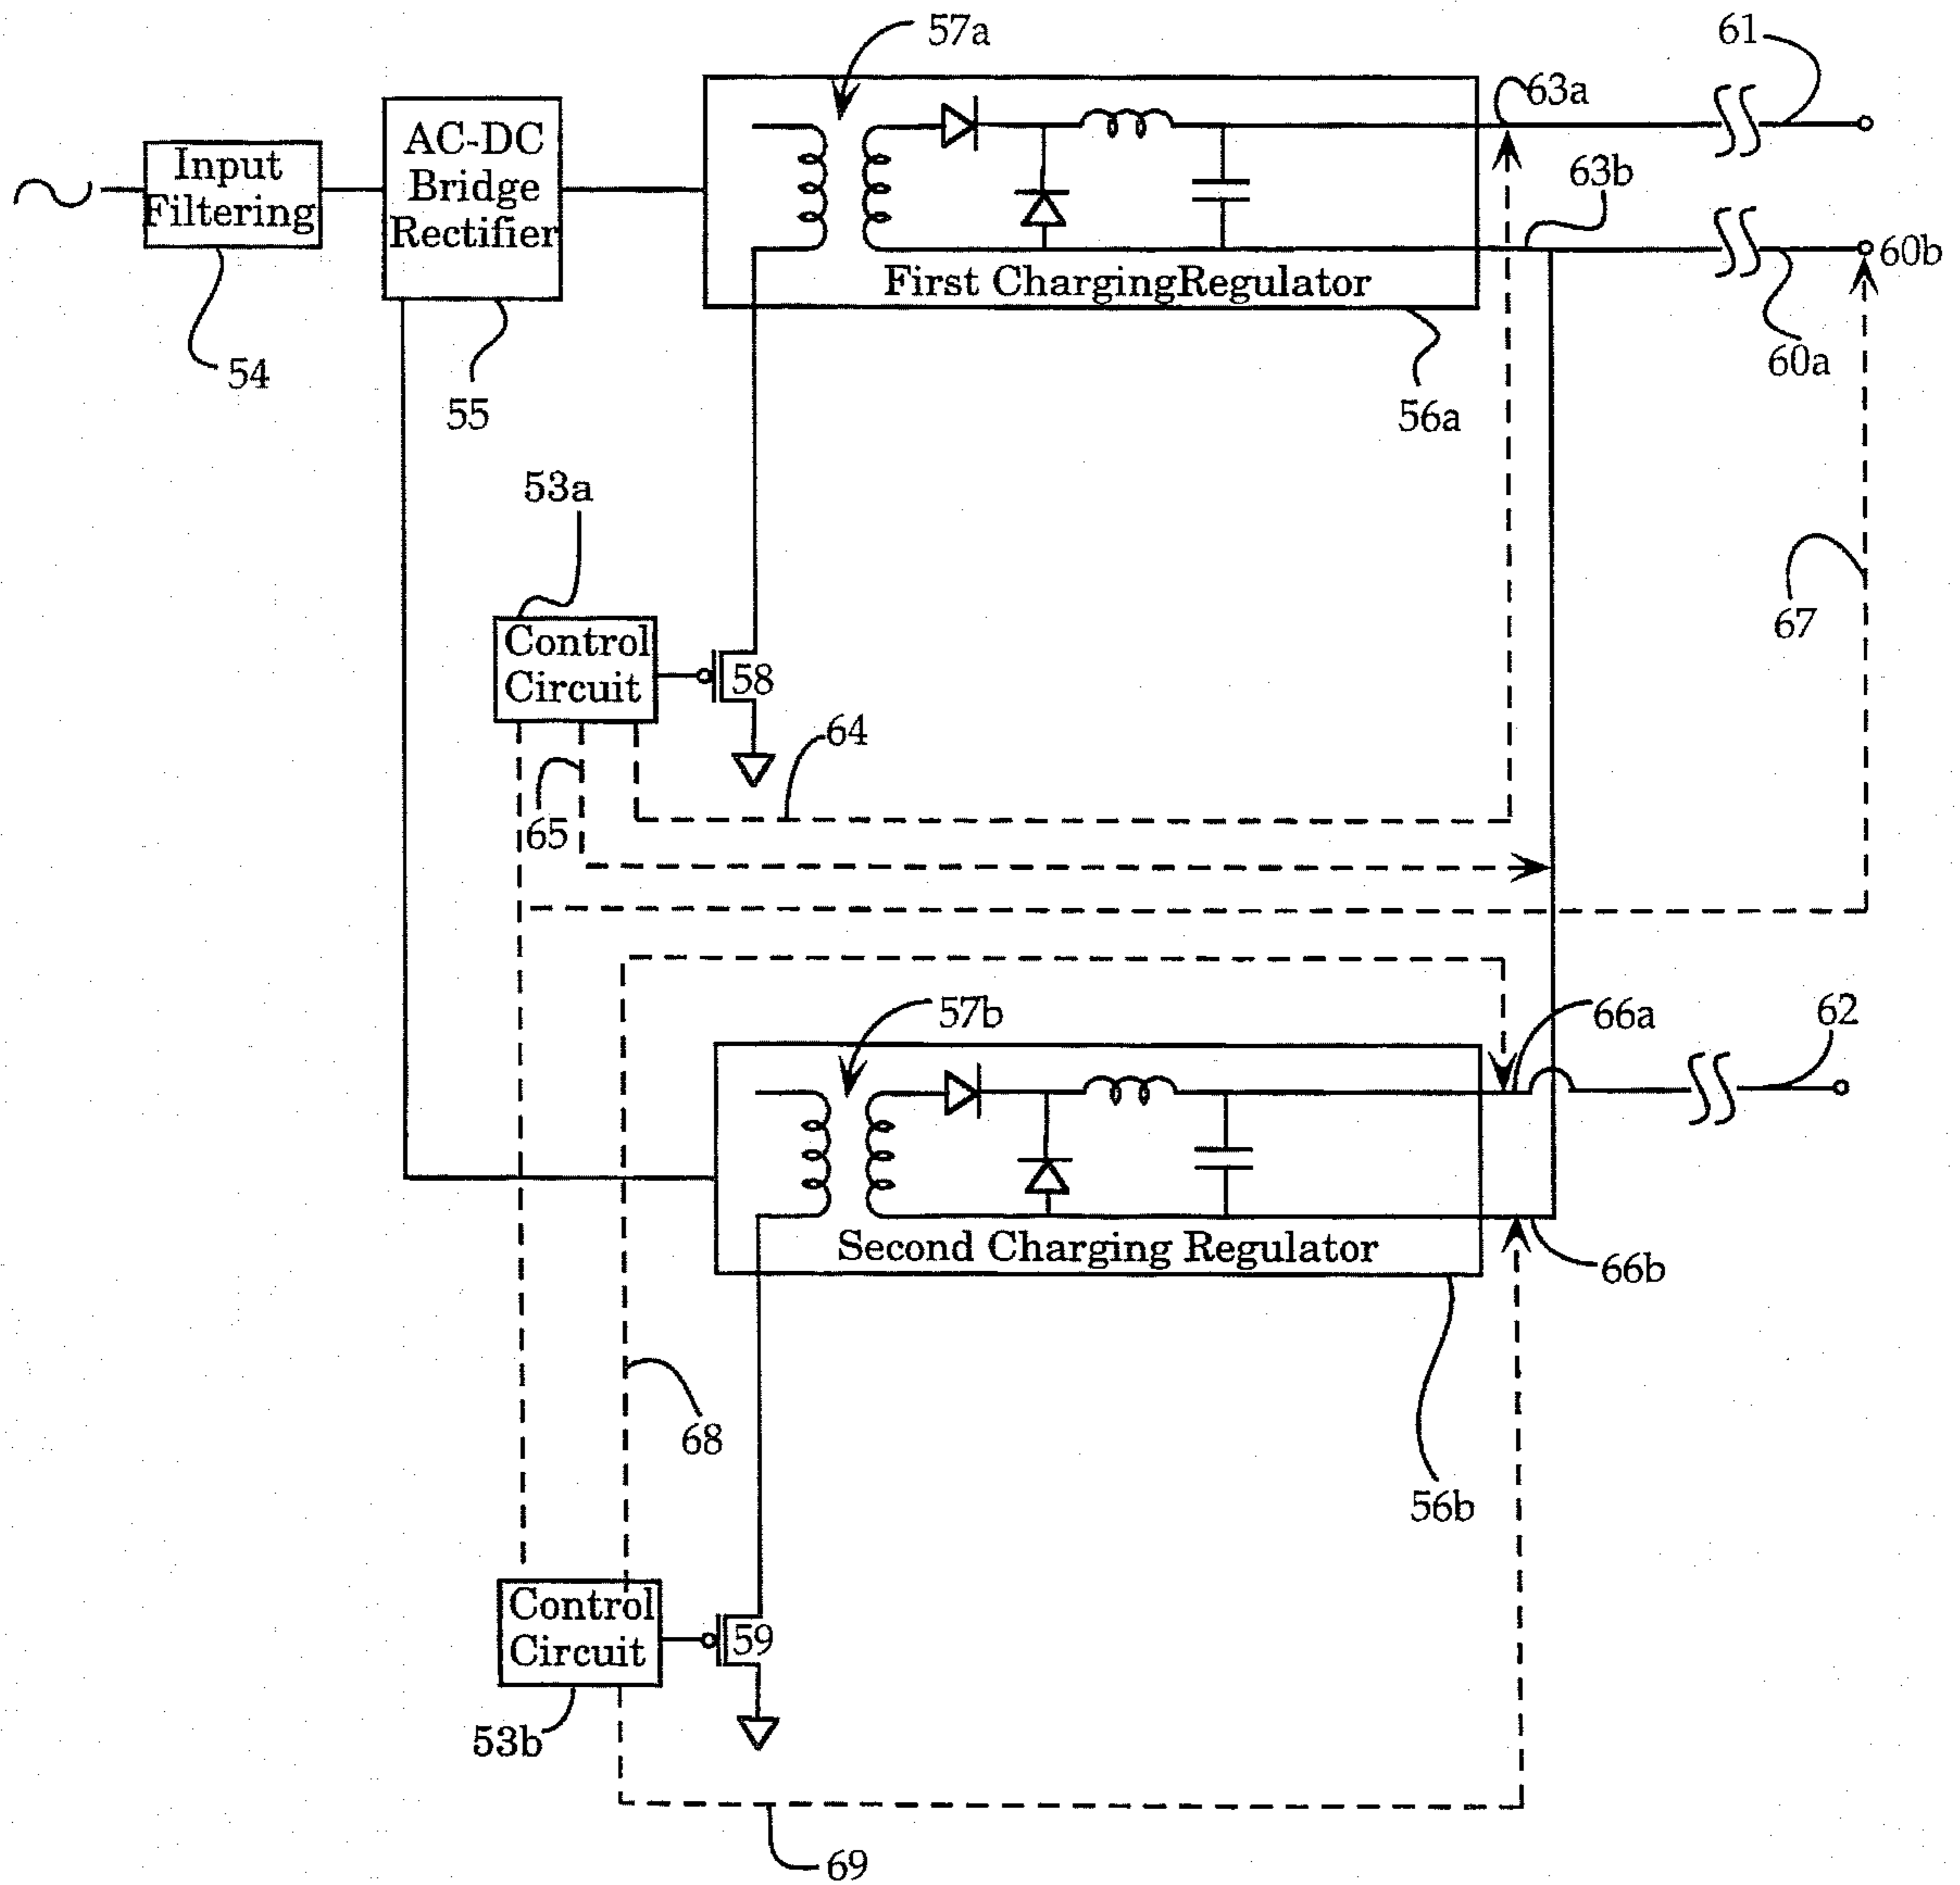 57a
61
63a
AC-DC
Bridge
Rectifier
Input
Filtering
63b
60b
First ChargingRegulator
54
55
56a
60a
53a
67
Control
Circuit
58
64
65
57b
66a
62
Second Charging Regulator
66b
68
56b
Control
Circuit
59
53b
69